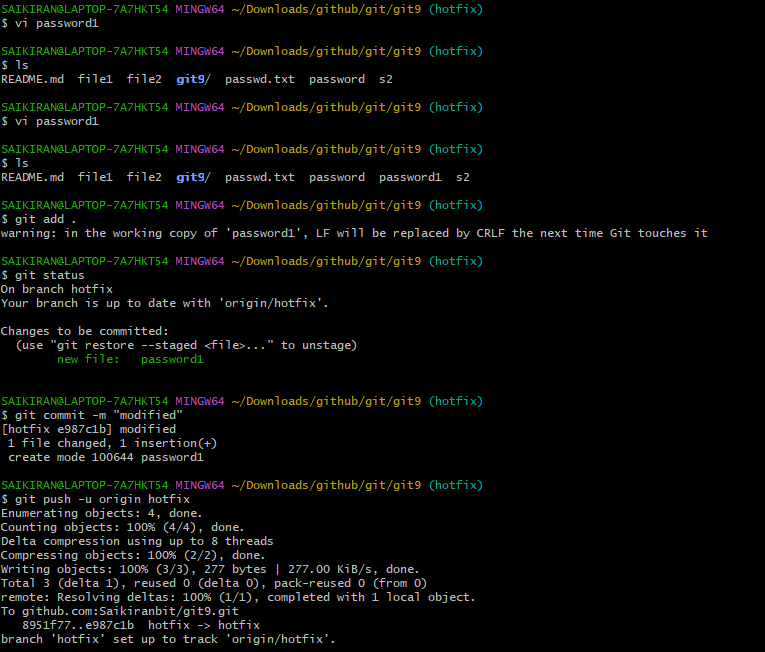 SAIKIRAN@LAPTOP-7A7HKT54 MINGW64 ~/Downloads/github/git/git9 (hotfix)
$ vi password1
SAIKIRAN@LAPTOP-7A7HKT54 MINGW64 ~/Downloads/github/git/git9 (hotfix)
$ ls
README.md  file1  file2  git9/  passwd.txt  password  s2
SAIKIRAN@LAPTOP-7A7HKT54 MINGW64 ~/Downloads/github/git/git9 (hotfix)
$ vi password1
SAIKIRAN@LAPTOP-7A7HKT54 MINGW64 ~/Downloads/github/git/git9 (hotfix)
$ ls
README.md  file1  file2  git9/  passwd.txt  password  password1  s2
SAIKIRAN@LAPTOP-7A7HKT54 MINGW64 ~/Downloads/github/git/git9 (hotfix)
$ git add .
warning: in the working copy of 'password1', LF will be replaced by CRLF the next time Git touches it
SAIKIRAN@LAPTOP-7A7HKT54 MINGW64 ~/Downloads/github/git/git9 (hotfix)
$ git status
On branch hotfix
Your branch is up to date with 'origin/hotfix'.
Changes to be committed:
  (use "git restore --staged <file>..." to unstage)
        new file:   password1
SAIKIRAN@LAPTOP-7A7HKT54 MINGW64 ~/Downloads/github/git/git9 (hotfix)
$ git commit -m "modified"
[hotfix e987c1b] modified
 1 file changed, 1 insertion(+)
 create mode 100644 password1
SAIKIRAN@LAPTOP-7A7HKT54 MINGW64 ~/Downloads/github/git/git9 (hotfix)
$ git push -u origin hotfix
Enumerating objects: 4, done.
Counting objects: 100% (4/4), done.
Delta compression using up to 8 threads
Compressing objects: 100% (2/2), done.
Writing objects: 100% (3/3), 277 bytes | 277.00 KiB/s, done.
Total 3 (delta 1), reused 0 (delta 0), pack-reused 0 (from 0)
remote: Resolving deltas: 100% (1/1), completed with 1 local object.
To github.com:Saikiranbit/git9.git
   8951f77..e987c1b  hotfix -> hotfix
branch 'hotfix' set up to track 'origin/hotfix'.